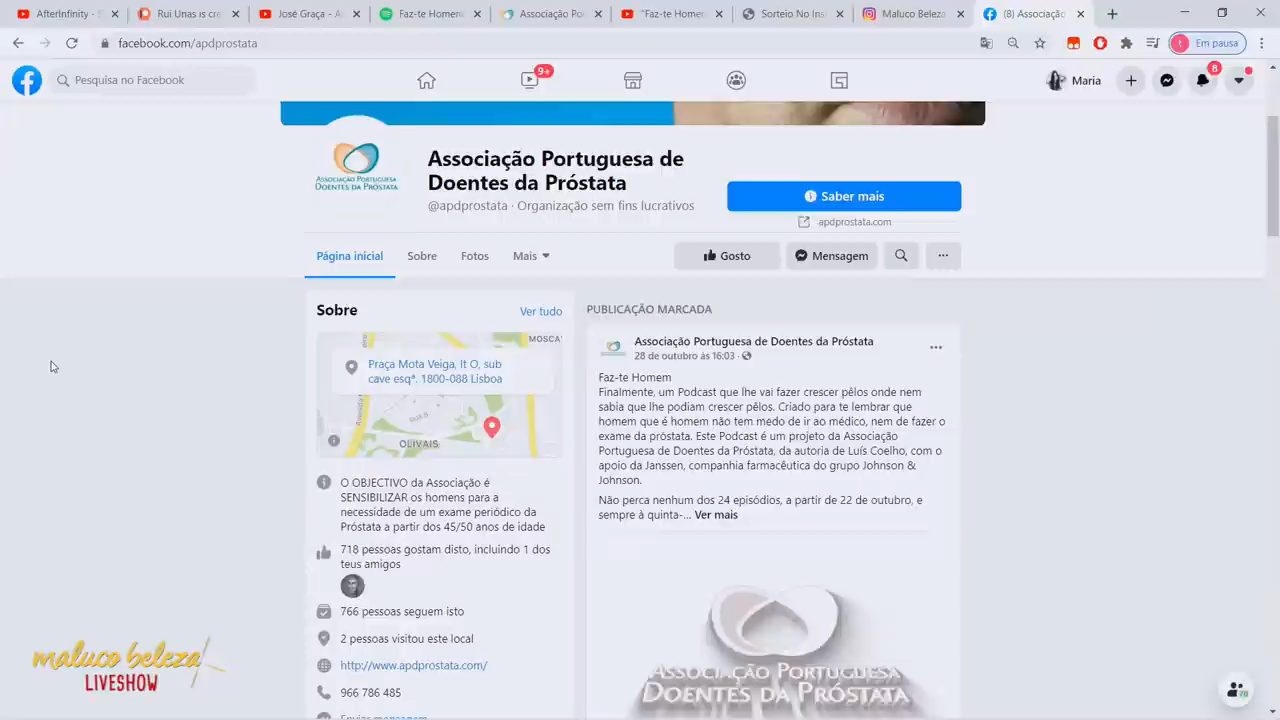 AfterInfinity -
Rui Unas is cre
José Graça - A
Faz-te Homem
Associação Po
"Faz-te Homem
Sorteio No Ins
Maluco Beleza
(8) Associação
facebook.com/apdprostata
t
Em pausa
Pesquisa no Facebook
9+
Maria
8
ASSOCIAÇÃO PORTUGUESA
DOENTES DA PRÓSTATA
Associação Portuguesa de
Doentes da Próstata
@apdprostata · Organização sem fins lucrativos
Saber mais
apdprostata.com
Página inicial
Sobre
Fotos
Mais
Gosto
Mensagem
Sobre
Ver tudo
MOSCA
Praça Mota Veiga, lt O, sub
cave esqª. 1800-088 Lisboa
OLIVAIS
O OBJECTIVO da Associação é
SENSIBILIZAR os homens para a
necessidade de um exame periódico da
Próstata a partir dos 45/50 anos de idade
718 pessoas gostam disto, incluindo 1 dos
teus amigos
766 pessoas seguem isto
2 pessoas visitou este local
http://www.apdprostata.com/
966 786 485
Enviar mensagem
PUBLICAÇÃO MARCADA
Associação Portuguesa de Doentes da Próstata
28 de outubro às 16:03 ·
Faz-te Homem
Finalmente, um Podcast que lhe vai fazer crescer pêlos onde nem
sabia que lhe podiam crescer pêlos. Criado para te lembrar que
homem que é homem não tem medo de ir ao médico, nem de fazer o
exame da próstata. Este Podcast é um projeto da Associação
Portuguesa de Doentes da Próstata, da autoria de Luís Coelho, com o
apoio da Janssen, companhia farmacêutica do grupo Johnson &
Johnson.
Não perca nenhum dos 24 episódios, a partir de 22 de outubro, e
sempre à quinta-... Ver mais
ASSOCIAÇÃO PORTUGUESA
DOENTES DA PRÓSTATA
maluco beleza
LIVESHOW